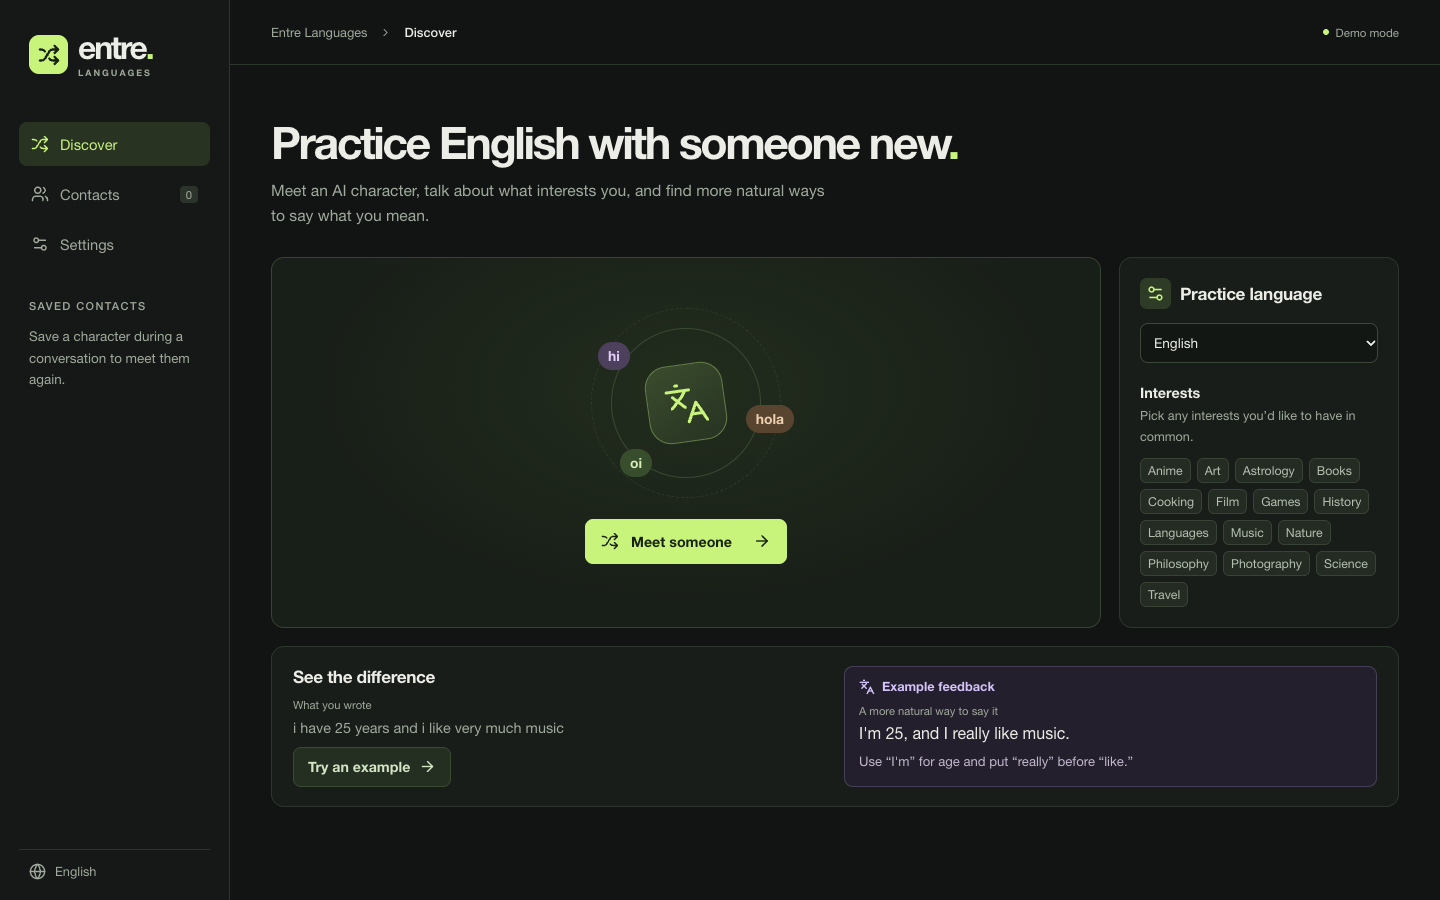 entre.
LANGUAGES
Discover
Contacts
0
Settings
SAVED CONTACTS
Save a character during a
conversation to meet them
again.
English
Entre Languages
Discover
Demo mode
Practice English with someone new.
Meet an AI character, talk about what interests you, and find more natural ways
to say what you mean.
hi
文A
hola
oi
Meet someone
Practice language
English
Interests
Pick any interests you'd like to have in
common.
Anime Art Astrology Books
Cooking Film Games History
Languages Music Nature
Philosophy Photography Science
Travel
See the difference
What you wrote
i have 25 years and i like very much music
Try an example
文A Example feedback
A more natural way to say it
I'm 25, and I really like music.
Use “I'm” for age and put “really” before “like.”